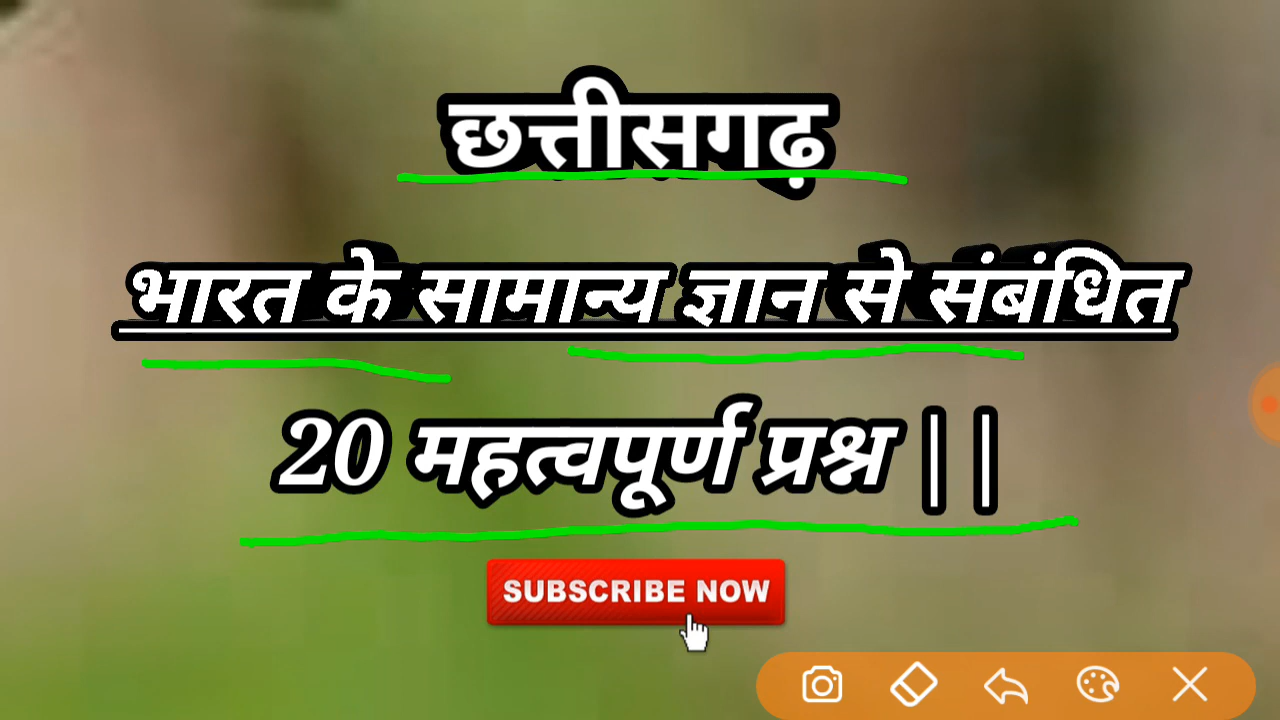 छत्तीसगढ़
भारत के सामान्य ज्ञान से संबंधित
20 महत्वपूर्ण प्रश्न ||
SUBSCRIBE NOW